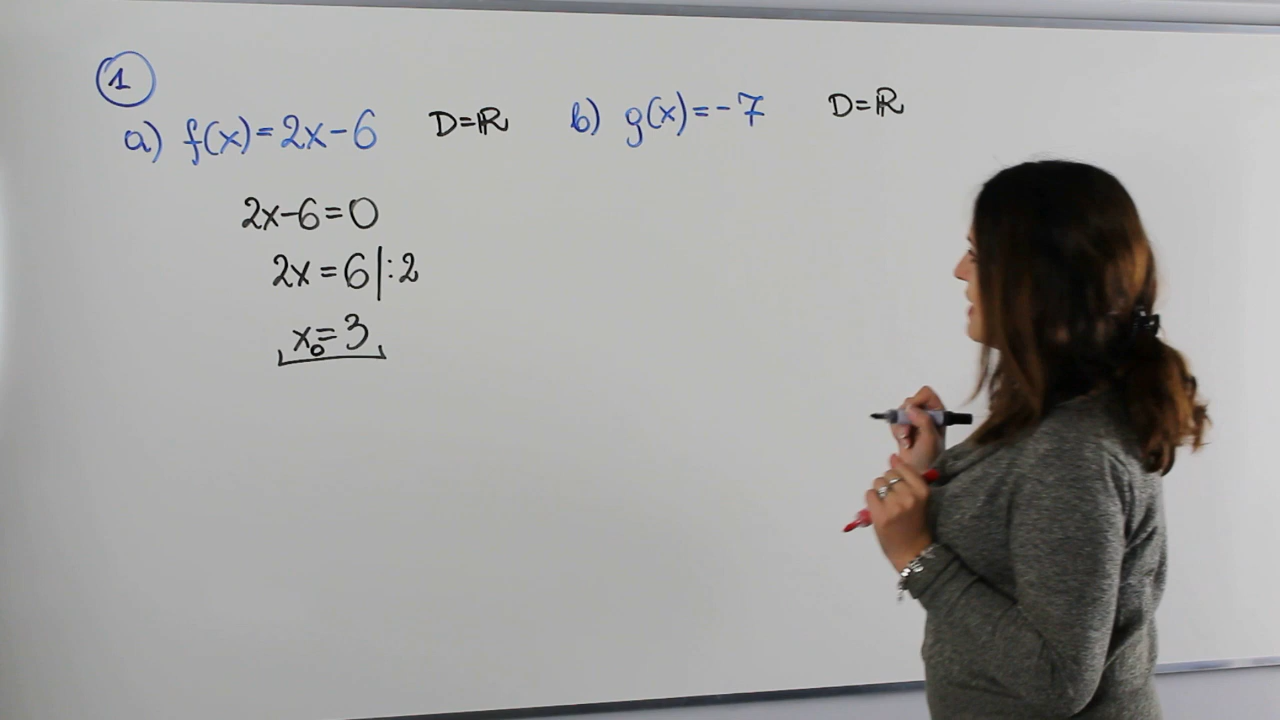 1
a) f(x)=2x-6 D=ℝ b) g(x)=-7 D=ℝ
2x-6=0
2x=6|:2
x₀=3